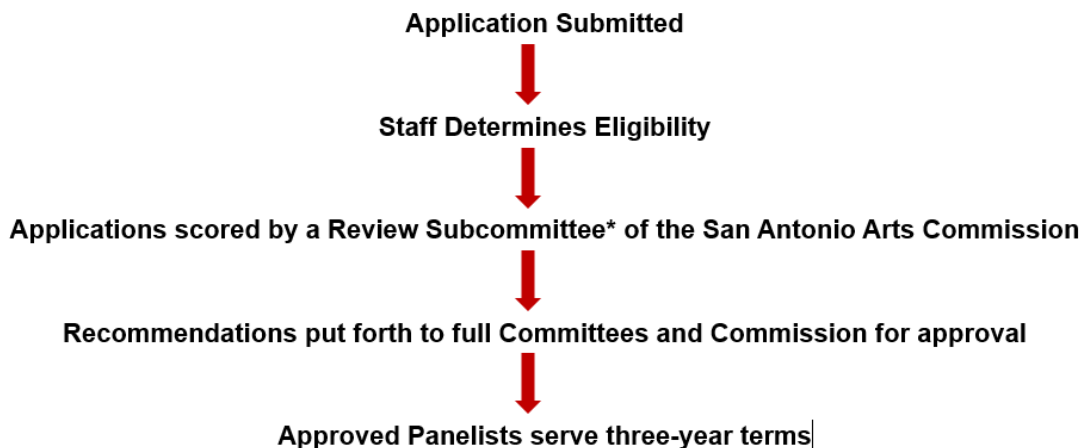 Application Submitted
Staff Determines Eligibility
Applications scored by a Review Subcommittee* of the San Antonio Arts Commission
Recommendations put forth to full Committees and Commission for approval
Approved Panelists serve three-year terms